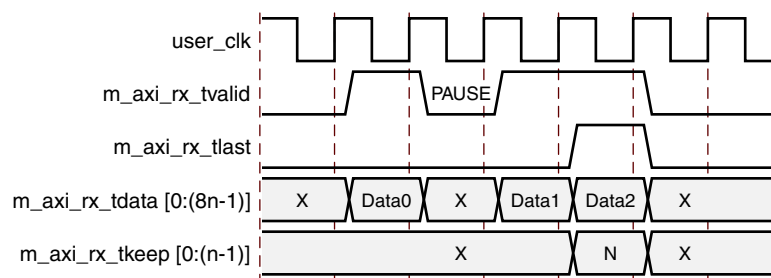 user_clk
m_axi_rx_tvalid PAUSE
m_axi_rx_tlast
m_axi_rx_tdata [0:(8n-1)] X Data0 X Data1 Data2 X
m_axi_rx_tkeep [0:(n-1)] X N X